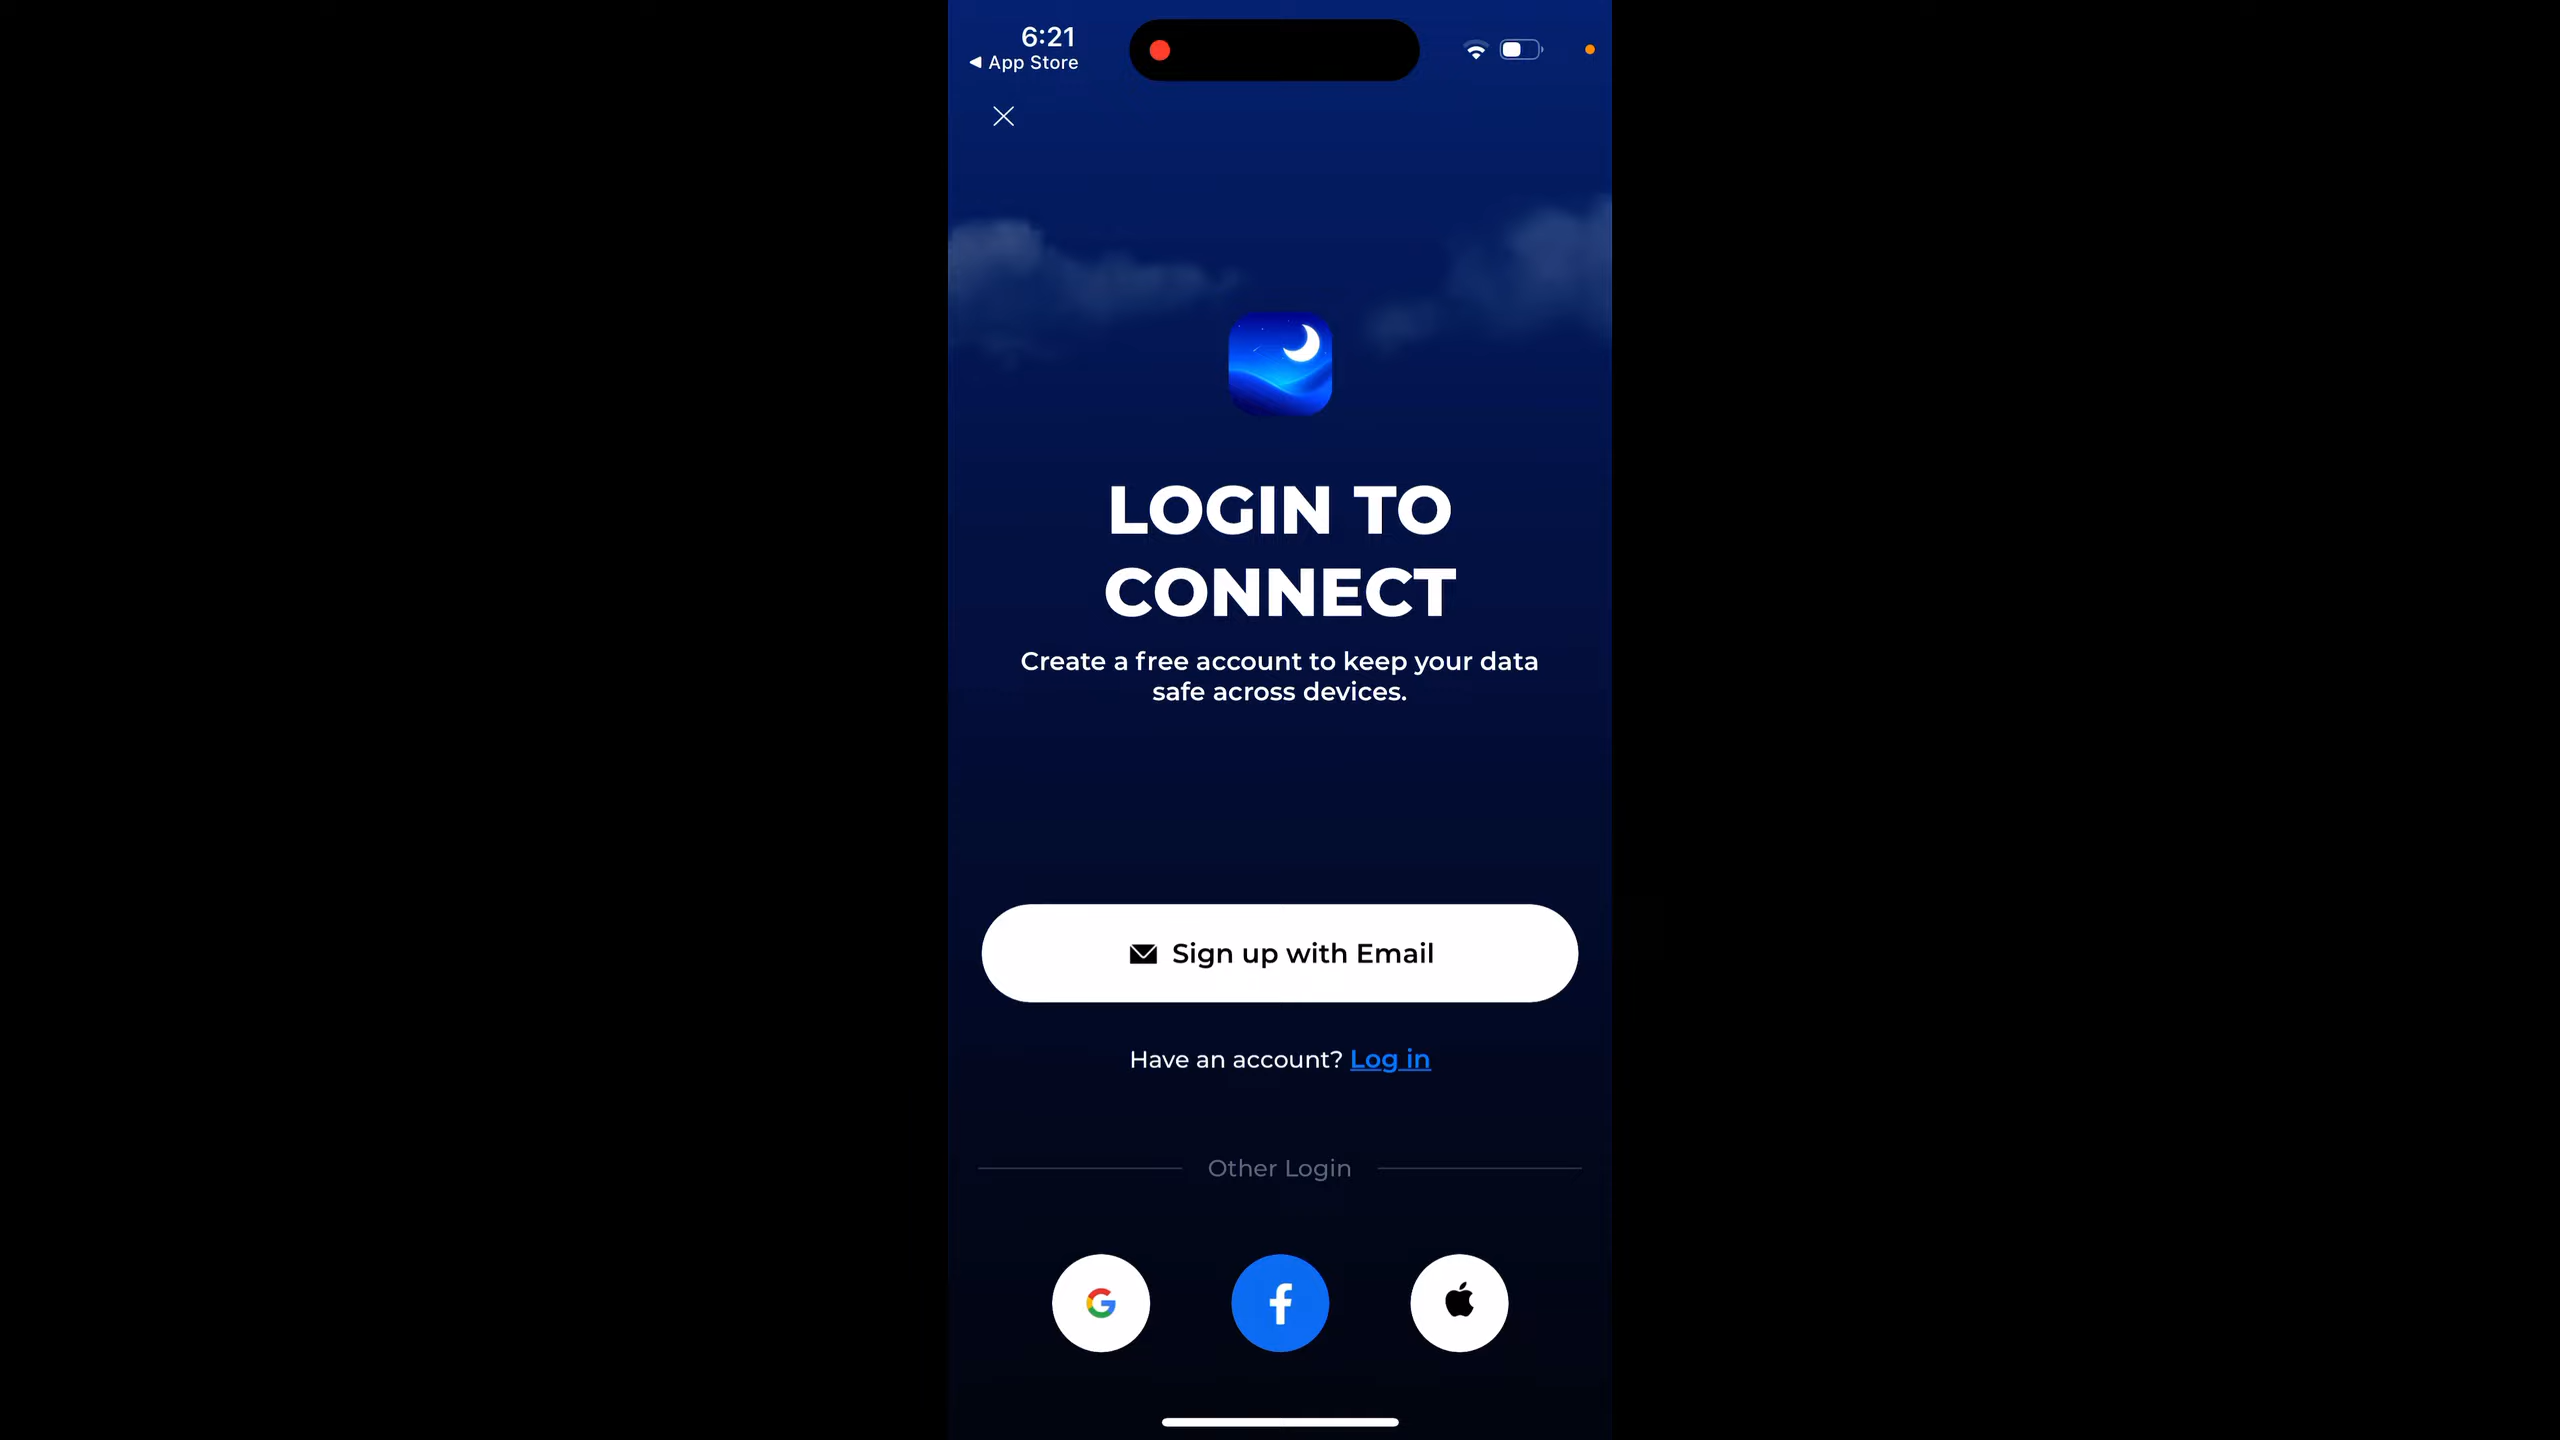 6:21
◀ App Store
LOGIN TO
CONNECT
Create a free account to keep your data
safe across devices.
Sign up with Email
Have an account? Log in
Other Login